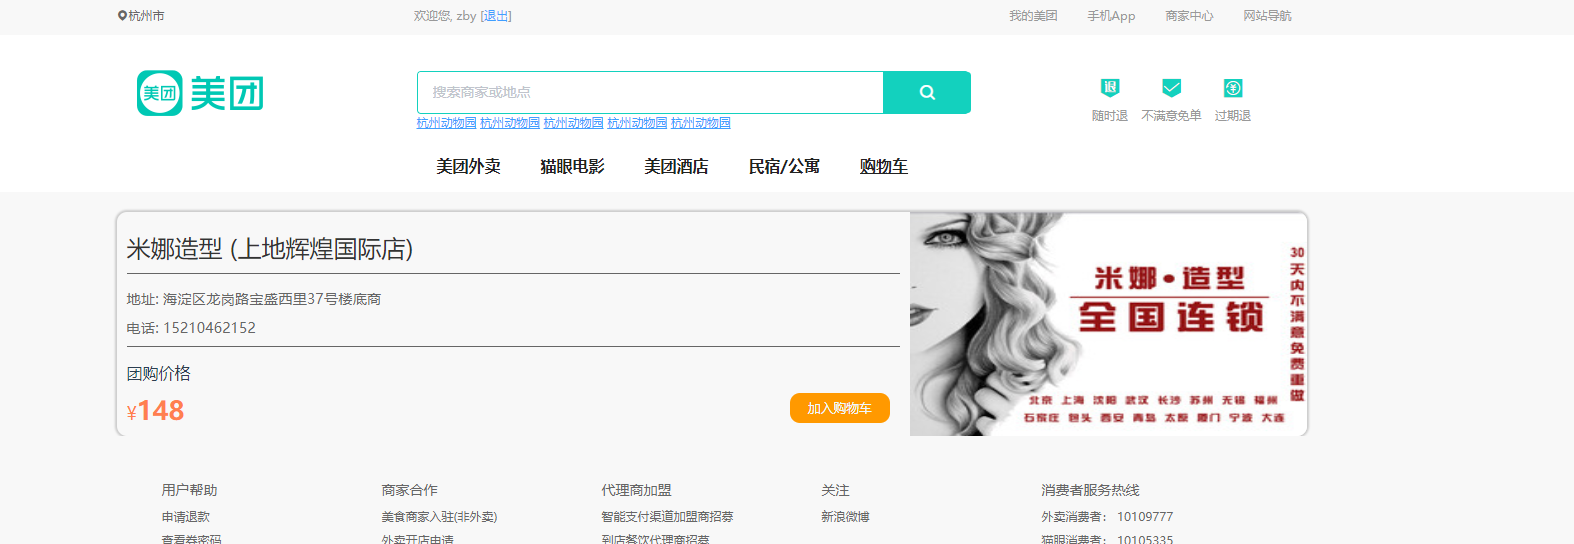 杭州市
欢迎您, zby [退出]
我的美团 手机App 商家中心 网站导航
美团 美团
搜索商家或地点
退
随时退 不满意免单 过期退
杭州动物园 杭州动物园 杭州动物园 杭州动物园 杭州动物园
美团外卖 猫眼电影 美团酒店 民宿/公寓 购物车
米娜造型 (上地辉煌国际店)
地址: 海淀区龙岗路宝盛西里37号楼底商
电话: 15210462152
团购价格
¥148
加入购物车
米娜•造型
全国连锁
30天内不满意免费重做
北京 上海 沈阳 武汉 长沙 苏州 无锡 福州
石家庄 包头 西安 青岛 太原 厦门 宁波 大连
用户帮助 商家合作 代理商加盟 关注 消费者服务热线
申请退款 美食商家入驻(非外卖) 智能支付渠道加盟商招募 新浪微博 外卖消费者： 10109777
查看券密码 外卖开店申请 到店餐饮代理商招募 猫眼消费者： 10105335